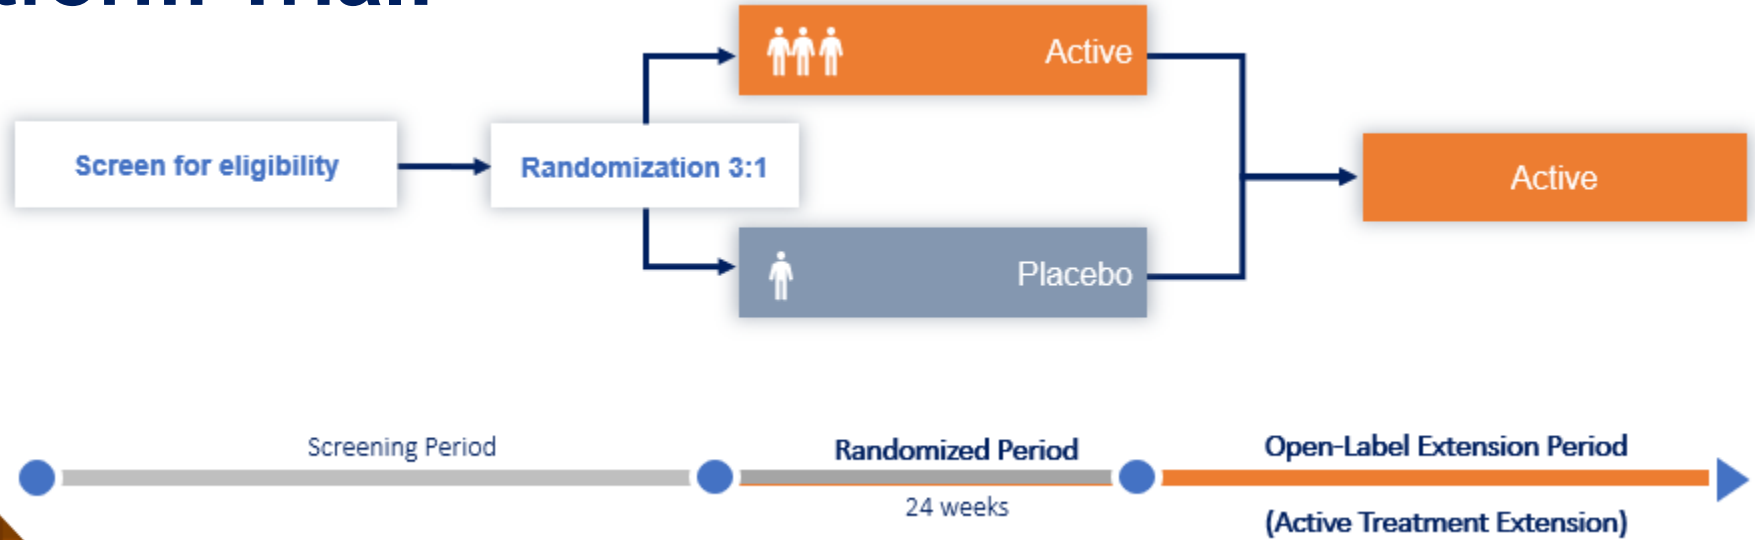 Trial
Active
Screen for eligibility
Randomization 3:1
Active
Placebo
Screening Period
Randomized Period
24 weeks
Open-Label Extension Period
(Active Treatment Extension)